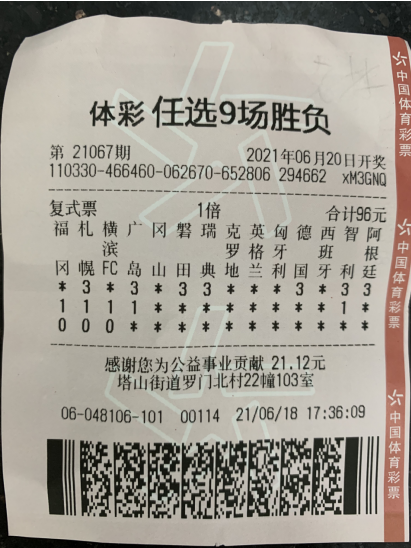 体彩 任选9场胜负
第 21067期 2021年06月20日开奖
110330-466460-062670-652806 294662 xM3GNQ
复式票 1倍 合计96元
福冈 札幌 横滨FC 广岛 冈山 磐田 瑞典 克罗地 英格兰 匈牙利 德国 西班牙 智利 阿根廷
* 3 * 3 * 3 3 * * * 3 * 3 3
1 1 1 1 * * * * * * * * 1 *
0 0 0 * * * * * * * * * * *
感谢您为公益事业贡献 21.12元
塔山街道罗门北村22幢103室
06-048106-101 00114 21/06/18 17:36:09
中国体育彩票
中国体育彩票
中国体育彩票
中国体育彩票